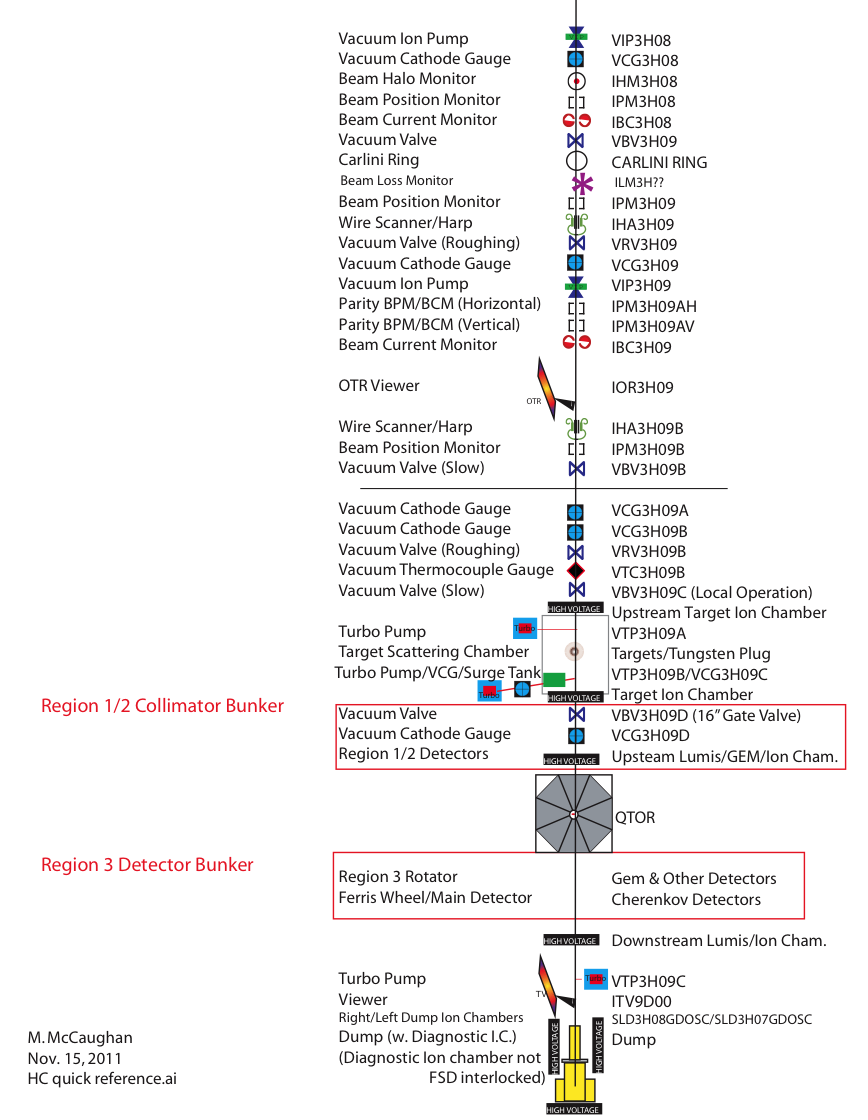 Vacuum Ion Pump VIP3H08
Vacuum Cathode Gauge VCG3H08
Beam Halo Monitor IHM3H08
Beam Position Monitor IPM3H08
Beam Current Monitor IBC3H08
Vacuum Valve VBV3H09
Carlini Ring CARLINI RING
Beam Loss Monitor ILM3H??
Beam Position Monitor IPM3H09
Wire Scanner/Harp IHA3H09
Vacuum Valve (Roughing) VRV3H09
Vacuum Cathode Gauge VCG3H09
Vacuum Ion Pump VIP3H09
Parity BPM/BCM (Horizontal) IPM3H09AH
Parity BPM/BCM (Vertical) IPM3H09AV
Beam Current Monitor IBC3H09
OTR Viewer IOR3H09
OTR
Wire Scanner/Harp IHA3H09B
Beam Position Monitor IPM3H09B
Vacuum Valve (Slow) VBV3H09B
Vacuum Cathode Gauge VCG3H09A
Vacuum Cathode Gauge VCG3H09B
Vacuum Valve (Roughing) VRV3H09B
Vacuum Thermocouple Gauge VTC3H09B
Vacuum Valve (Slow) VBV3H09C (Local Operation)
HIGH VOLTAGE Upstream Target Ion Chamber
Turbo Pump Turbo VTP3H09A
Target Scattering Chamber Targets/Tungsten Plug
Turbo Pump/VCG/Surge Tank VTP3H09B/VCG3H09C
Turbo HIGH VOLTAGE Target Ion Chamber
Region 1/2 Collimator Bunker
Vacuum Valve VBV3H09D (16” Gate Valve)
Vacuum Cathode Gauge VCG3H09D
Region 1/2 Detectors HIGH VOLTAGE Upsteam Lumis/GEM/Ion Cham.
QTOR
Region 3 Detector Bunker
Region 3 Rotator Gem & Other Detectors
Ferris Wheel/Main Detector Cherenkov Detectors
HIGH VOLTAGE Downstream Lumis/Ion Cham.
Turbo Pump Turbo VTP3H09C
Viewer TV ITV9D00
Right/Left Dump Ion Chambers SLD3H08GDOSC/SLD3H07GDOSC
Dump (w. Diagnostic I.C.) HIGH VOLTAGE HIGH VOLTAGE Dump
(Diagnostic Ion chamber not
FSD interlocked)
HIGH VOLTAGE
M. McCaughan
Nov. 15, 2011
HC quick reference.ai